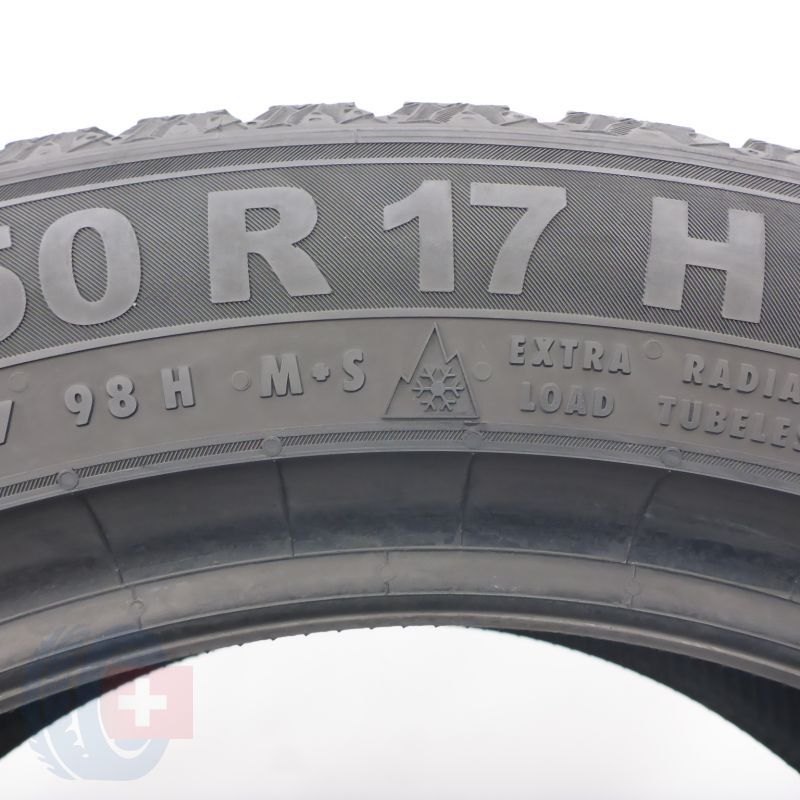 50 R 17 H
98 H M+S EXTRA LOAD RADIA TUBELES